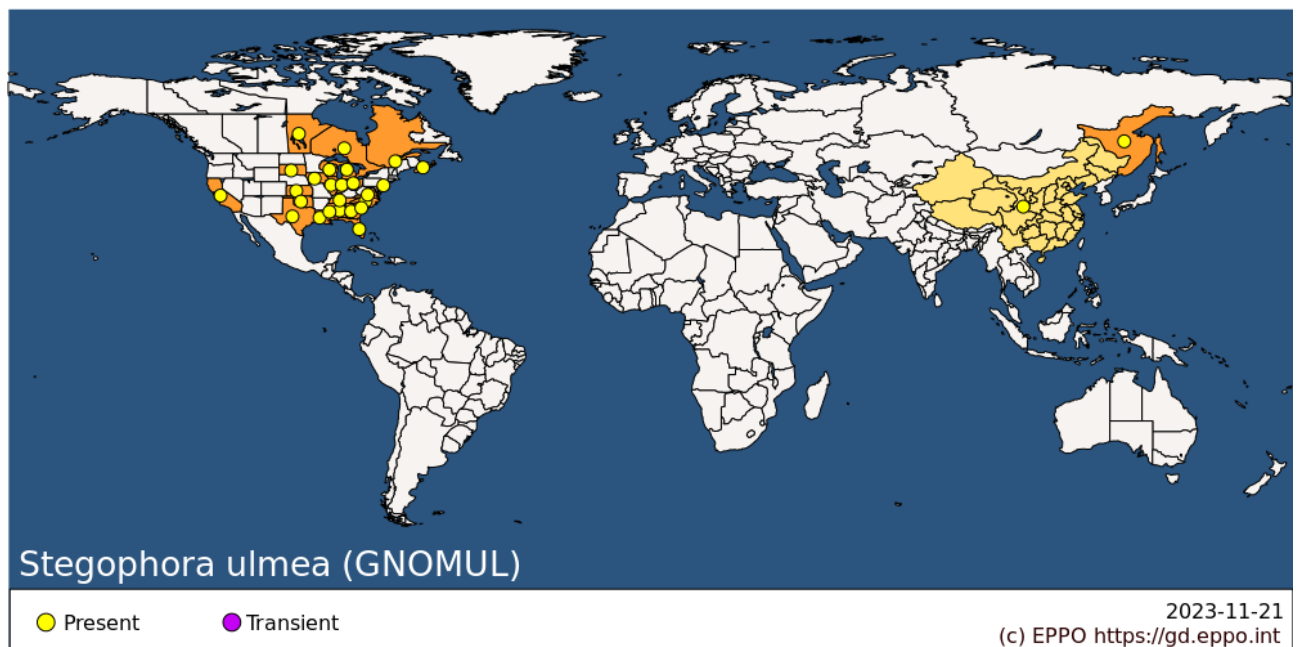 Stegophora ulmea (GNOMUL)
Present
Transient
2023-11-21
(c) EPPO https://gd.eppo.int